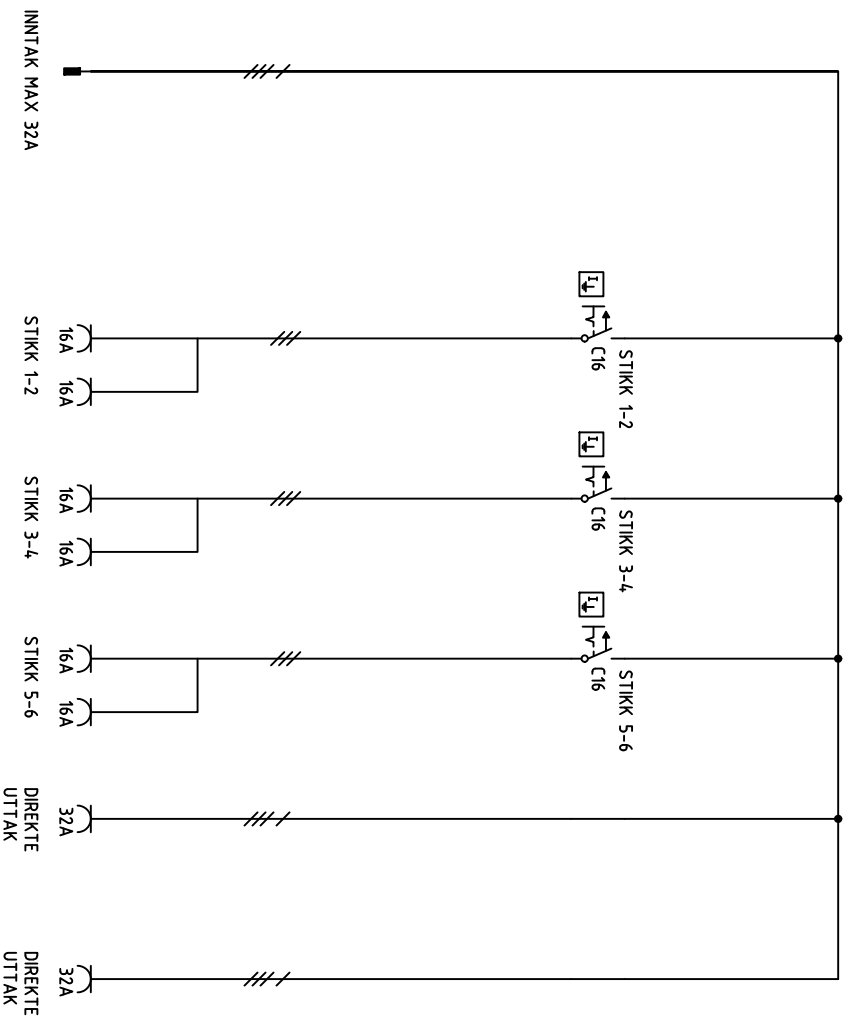 STIKK 1-2
C16
STIKK 3-4
C16
STIKK 5-6
C16
16A
16A
16A
16A
16A
16A
32A
32A
INNTAK MAX 32A
STIKK 1-2
STIKK 3-4
STIKK 5-6
DIREKTE
UTTAK
DIREKTE
UTTAK